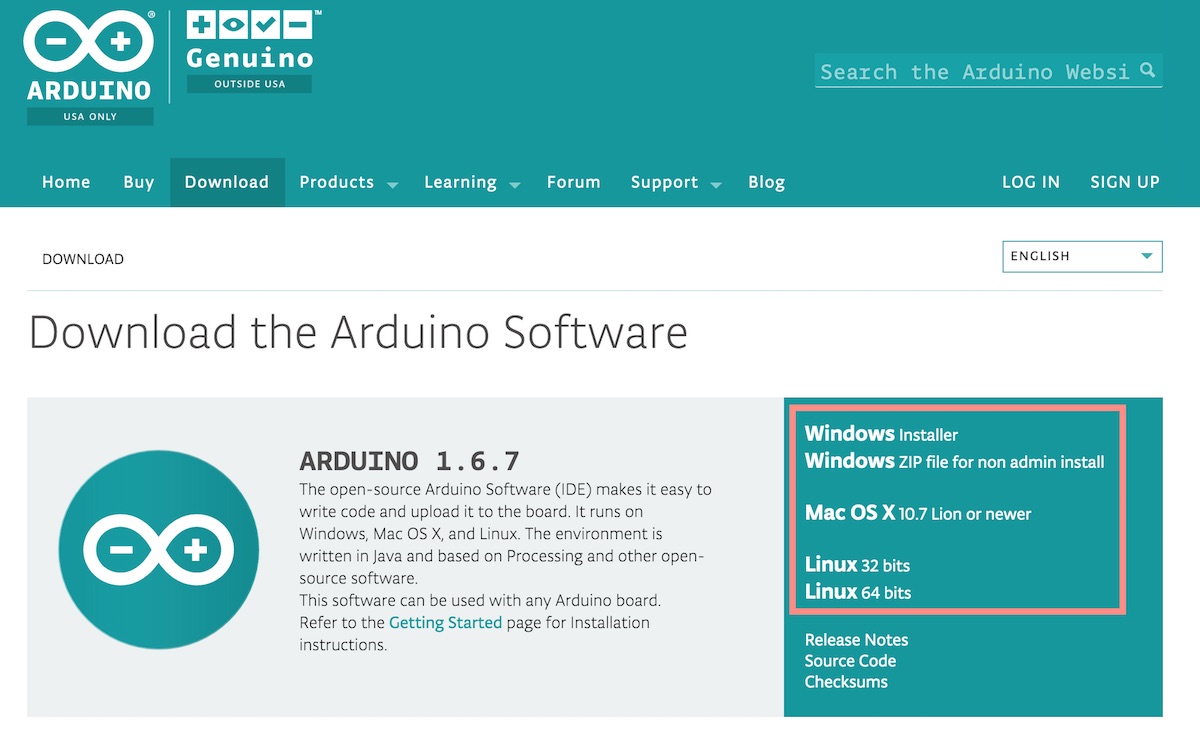 ARDUINO
USA ONLY
Genuino
OUTSIDE USA
Search the Arduino Websi
Home Buy Download Products Learning Forum Support Blog LOG IN SIGN UP
DOWNLOAD
ENGLISH
Download the Arduino Software
ARDUINO 1.6.7
The open-source Arduino Software (IDE) makes it easy to
write code and upload it to the board. It runs on
Windows, Mac OS X, and Linux. The environment is
written in Java and based on Processing and other open-
source software.
This software can be used with any Arduino board.
Refer to the Getting Started page for Installation
instructions.
Windows Installer
Windows ZIP file for non admin install
Mac OS X 10.7 Lion or newer
Linux 32 bits
Linux 64 bits
Release Notes
Source Code
Checksums